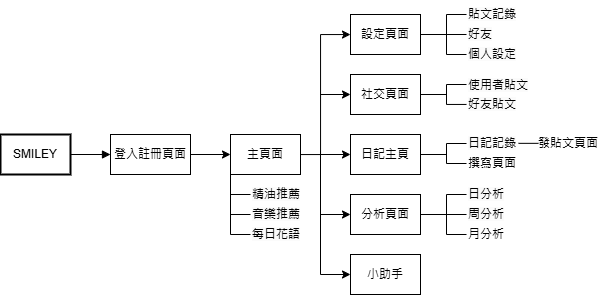 SMILEY
登入註冊頁面
主頁面
精油推薦
音樂推薦
每日花語
設定頁面
貼文記錄
好友
個人設定
社交頁面
使用者貼文
好友貼文
日記主頁
日記記錄
發貼文頁面
撰寫頁面
分析頁面
日分析
周分析
月分析
小助手